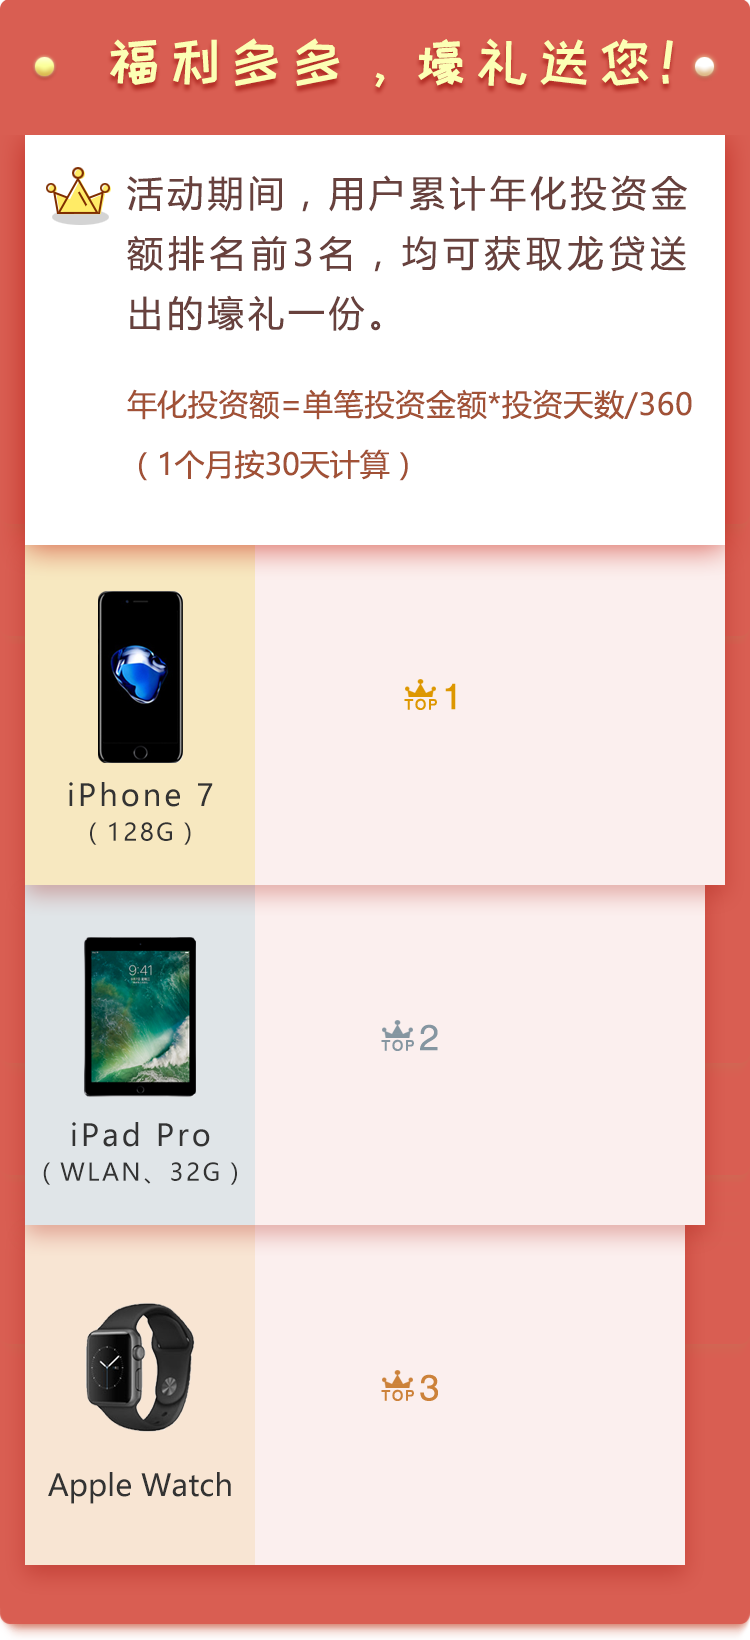 福利多多，壕礼送您!
活动期间，用户累计年化投资金
额排名前3名，均可获取龙贷送
出的壕礼一份。
年化投资额=单笔投资金额*投资天数/360
（1个月按30天计算）
iPhone 7
（128G）
TOP 1
9:41
iPad Pro
（WLAN、32G）
TOP 2
Apple Watch
TOP 3